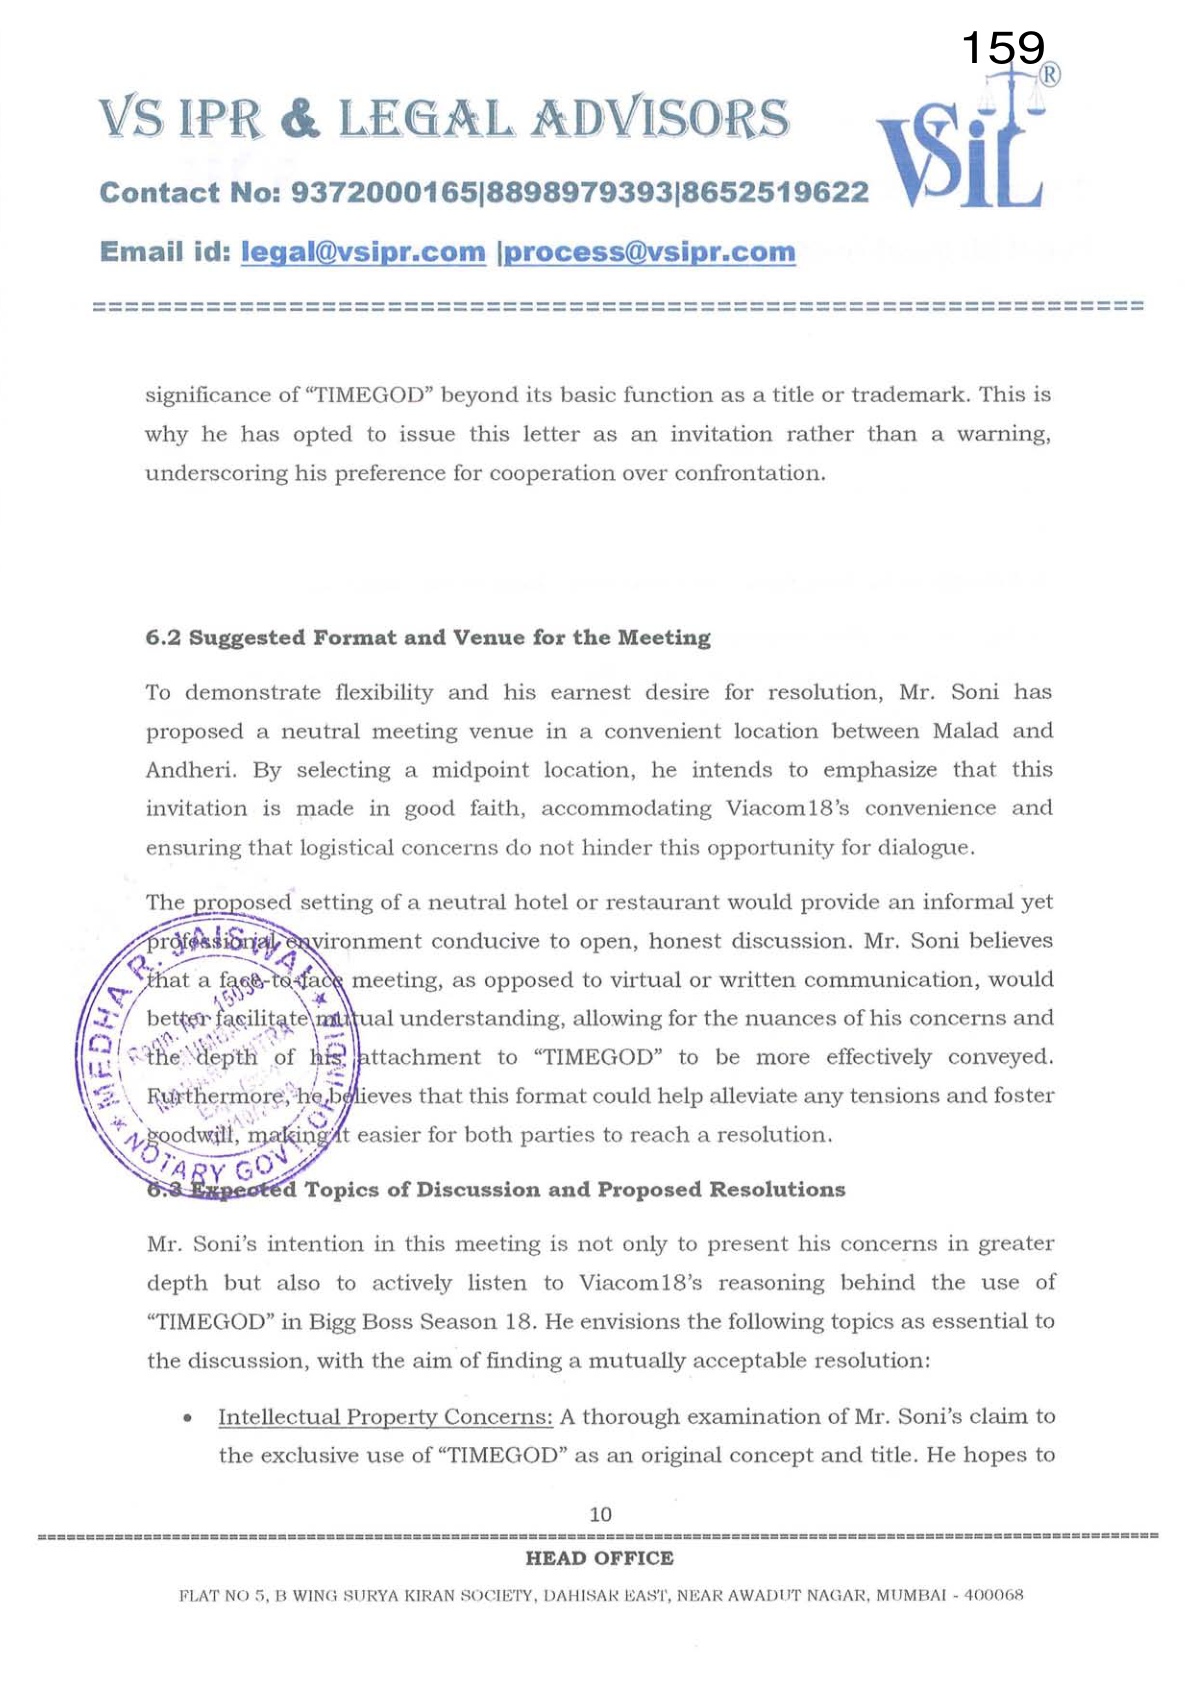 159
VS IPR & LEGAL ADVISORS
VSiL®
Contact No: 9372000165|8898979393|8652519622
Email id: legal@vsipr.com |process@vsipr.com
significance of “TIMEGOD” beyond its basic function as a title or trademark. This is
why he has opted to issue this letter as an invitation rather than a warning,
underscoring his preference for cooperation over confrontation.
6.2 Suggested Format and Venue for the Meeting
To demonstrate flexibility and his earnest desire for resolution, Mr. Soni has
proposed a neutral meeting venue in a convenient location between Malad and
Andheri. By selecting a midpoint location, he intends to emphasize that this
invitation is made in good faith, accommodating Viacom18’s convenience and
ensuring that logistical concerns do not hinder this opportunity for dialogue.
The proposed setting of a neutral hotel or restaurant would provide an informal yet
professional environment conducive to open, honest discussion. Mr. Soni believes
that a face-to-face meeting, as opposed to virtual or written communication, would
better facilitate mutual understanding, allowing for the nuances of his concerns and
the depth of his attachment to “TIMEGOD” to be more effectively conveyed.
Furthermore, he believes that this format could help alleviate any tensions and foster
goodwill, making it easier for both parties to reach a resolution.
MEDHA R. JAISWAL
NOTARY GOVT. OF INDIA
Regn. No. 15036
6.3 Expected Topics of Discussion and Proposed Resolutions
Mr. Soni’s intention in this meeting is not only to present his concerns in greater
depth but also to actively listen to Viacom18’s reasoning behind the use of
“TIMEGOD” in Bigg Boss Season 18. He envisions the following topics as essential to
the discussion, with the aim of finding a mutually acceptable resolution:
• Intellectual Property Concerns: A thorough examination of Mr. Soni’s claim to
the exclusive use of “TIMEGOD” as an original concept and title. He hopes to
10
HEAD OFFICE
FLAT NO 5, B WING SURYA KIRAN SOCIETY, DAHISAR EAST, NEAR AWADUT NAGAR, MUMBAI - 400068